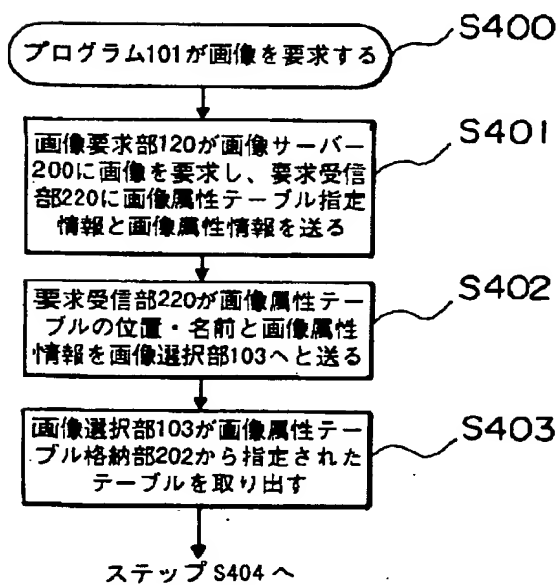 S400
プログラム101が画像を要求する
S401
画像要求部120が画像サーバー
200に画像を要求し、要求受信
部220に画像属性テーブル指定
情報と画像属性情報を送る
S402
要求受信部220が画像属性テー
ブルの位置・名前と画像属性
情報を画像選択部103へと送る
S403
画像選択部103が画像属性テー
ブル格納部202から指定された
テーブルを取り出す
ステップS404へ